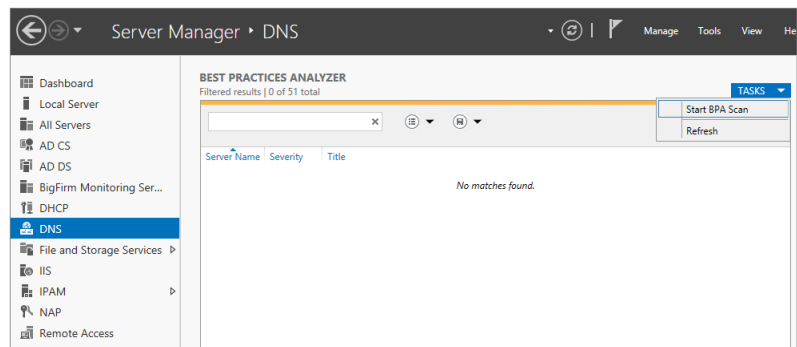 Server Manager ‣ DNS
Manage Tools View He
Dashboard
Local Server
All Servers
AD CS
AD DS
BigFirm Monitoring Ser...
DHCP
DNS
File and Storage Services
IIS
IPAM
NAP
Remote Access
BEST PRACTICES ANALYZER
Filtered results | 0 of 51 total
TASKS
Start BPA Scan
Refresh
Server Name Severity Title
No matches found.